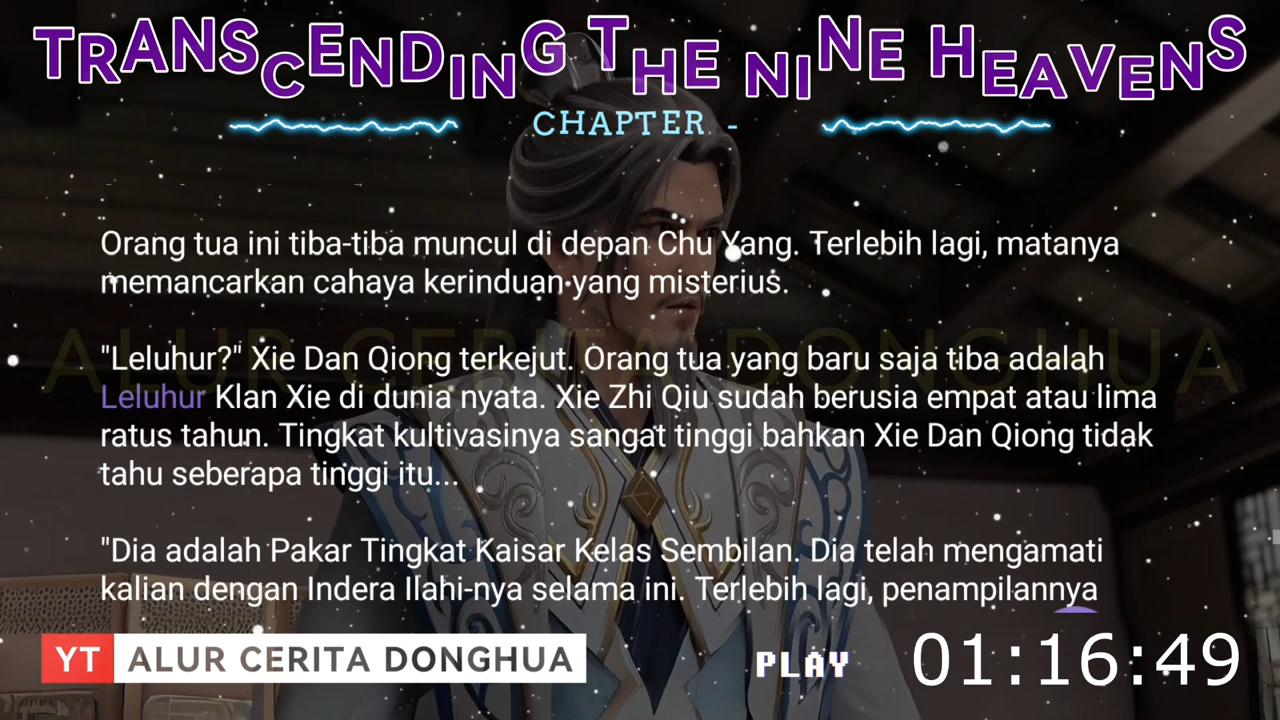 TRANSCENDING THE NINE HEAVENS
CHAPTER -
Orang tua ini tiba-tiba muncul di depan Chu Yang. Terlebih lagi, matanya
memancarkan cahaya kerinduan yang misterius.
"Leluhur?" Xie Dan Qiong terkejut. Orang tua yang baru saja tiba adalah
Leluhur Klan Xie di dunia nyata. Xie Zhi Qiu sudah berusia empat atau lima
ratus tahun. Tingkat kultivasinya sangat tinggi bahkan Xie Dan Qiong tidak
tahu seberapa tinggi itu...
"Dia adalah Pakar Tingkat Kaisar Kelas Sembilan. Dia telah mengamati
kalian dengan Indera Ilahi-nya selama ini. Terlebih lagi, penampilannya
ALUR CERITA DONGHUA
YT ALUR CERITA DONGHUA
PLAY 01:16:49